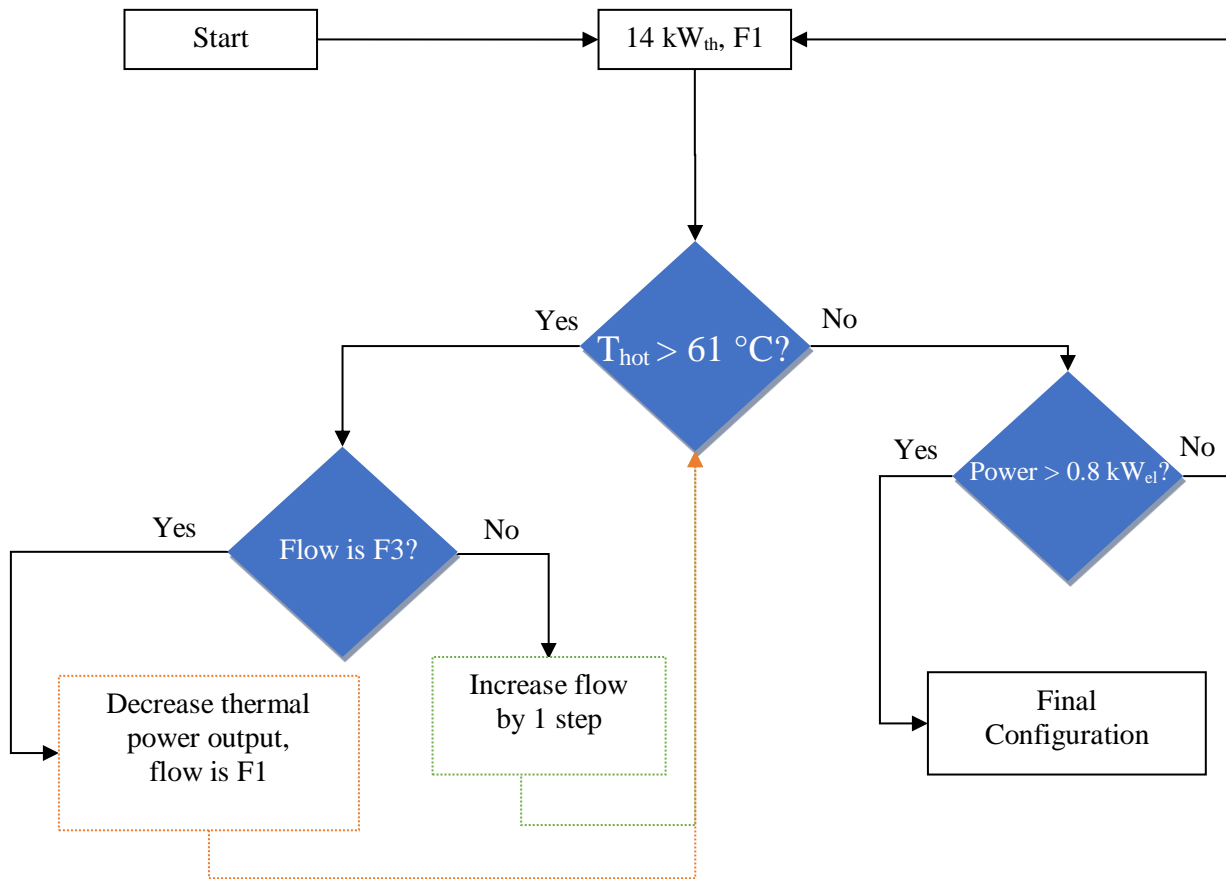 Start
14 kWth, F1
Yes
No
Thot > 61 °C?
Yes
No
Power > 0.8 kWel?
Yes
No
Flow is F3?
Decrease thermal
power output,
flow is F1
Increase flow
by 1 step
Final
Configuration